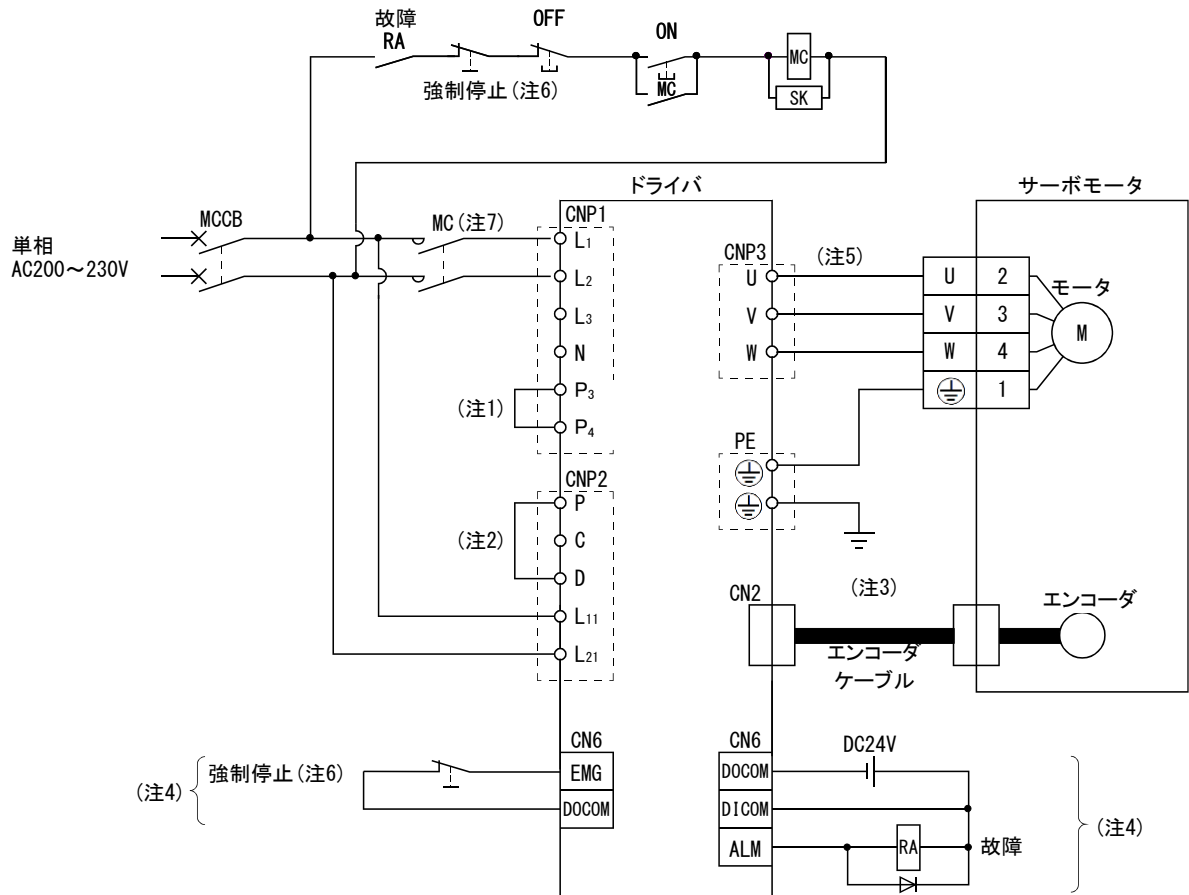 故障
RA
OFF
ON
強制停止(注6)
MC
MC
SK
ドライバ
サーボモータ
単相
AC200～230V
MCCB
MC(注7)
CNP1
L1
L2
L3
N
P3
P4
(注1)
CNP2
P
C
D
L11
L21
(注2)
CNP3
U
V
W
(注5)
U 2
V 3
W 4
1
モータ
M
PE
CN2
(注3)
エンコーダ
ケーブル
エンコーダ
(注4)
強制停止(注6)
CN6
EMG
DOCOM
CN6
DOCOM
DICOM
ALM
DC24V
RA
故障
(注4)